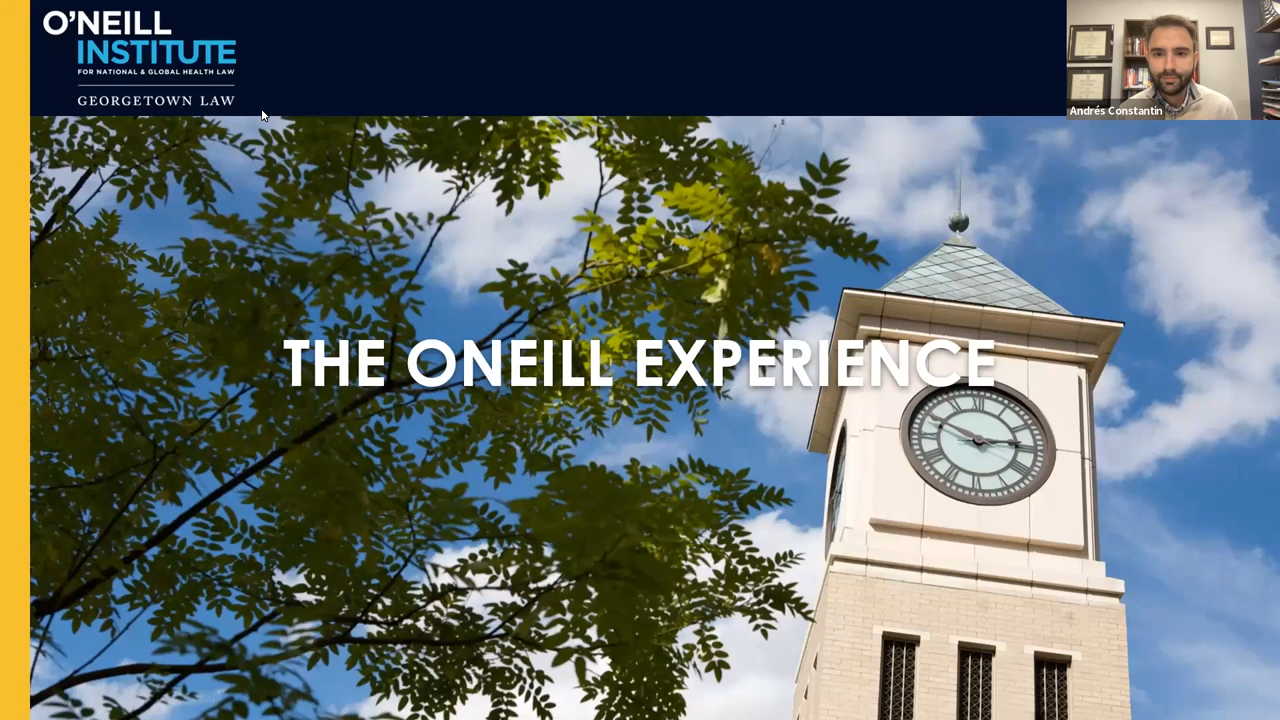 O'NEILL
INSTITUTE
FOR NATIONAL & GLOBAL HEALTH LAW
GEORGETOWN LAW
Andrés Constantin
THE ONEILL EXPERIENCE